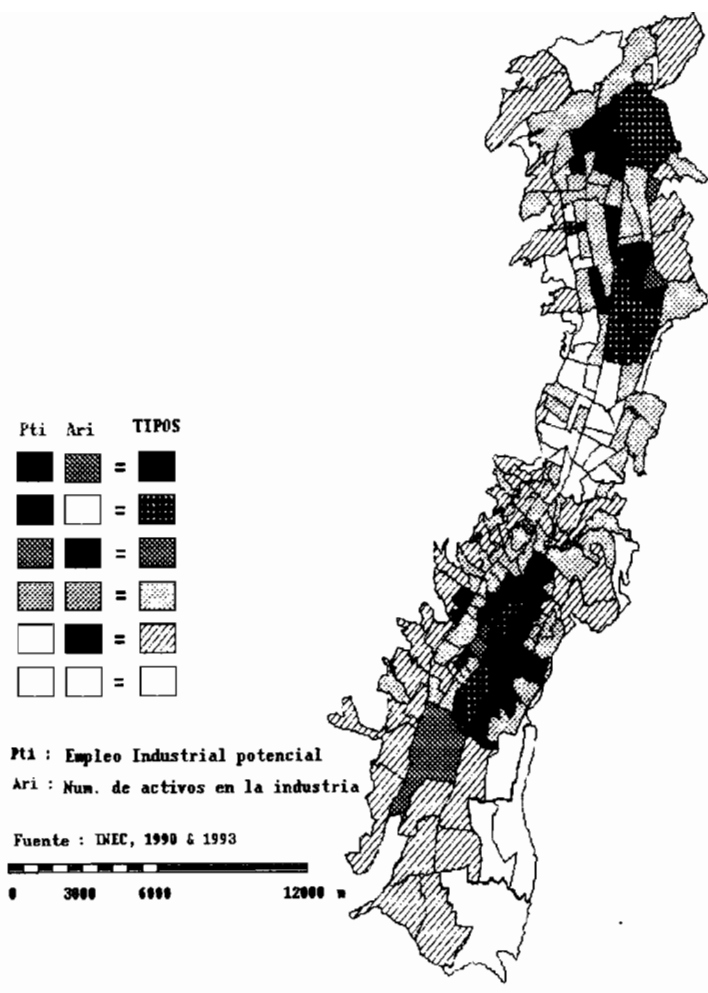 Pti Ari TIPOS
=
=
=
=
=
=
Pti : Empleo Industrial potencial
Ari : Num. de activos en la industria
Fuente : INEC, 1990 & 1993
0 3000 6000 12000 m